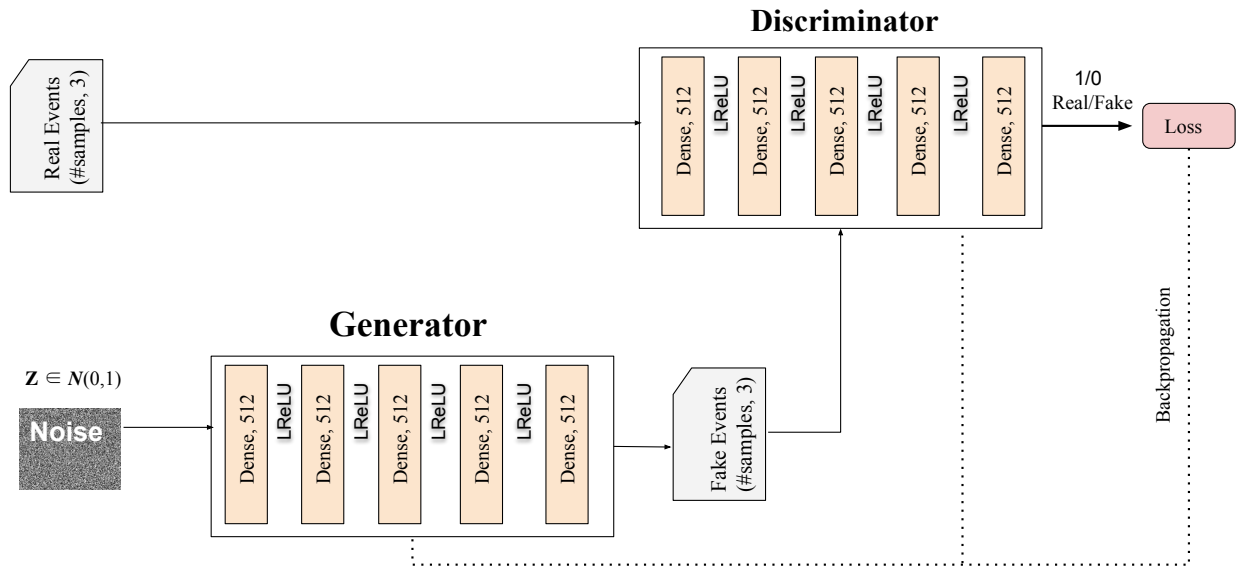 Discriminator
Real Events
(#samples, 3)
Dense, 512
LReLU
Dense, 512
LReLU
Dense, 512
LReLU
Dense, 512
LReLU
Dense, 512
1/0
Real/Fake
Loss
Backpropagation
Generator
Z ∈ N(0,1)
Noise
Dense, 512
LReLU
Dense, 512
LReLU
Dense, 512
LReLU
Dense, 512
LReLU
Dense, 512
Fake Events
(#samples, 3)